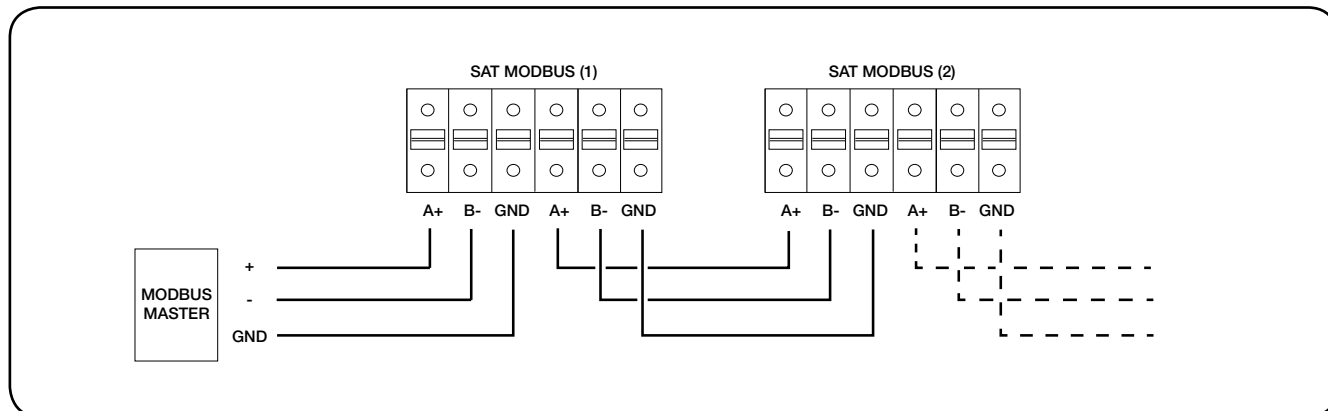 SAT MODBUS (1)
SAT MODBUS (2)
A+ B- GND A+ B- GND
A+ B- GND A+ B- GND
MODBUS
MASTER
+
-
GND